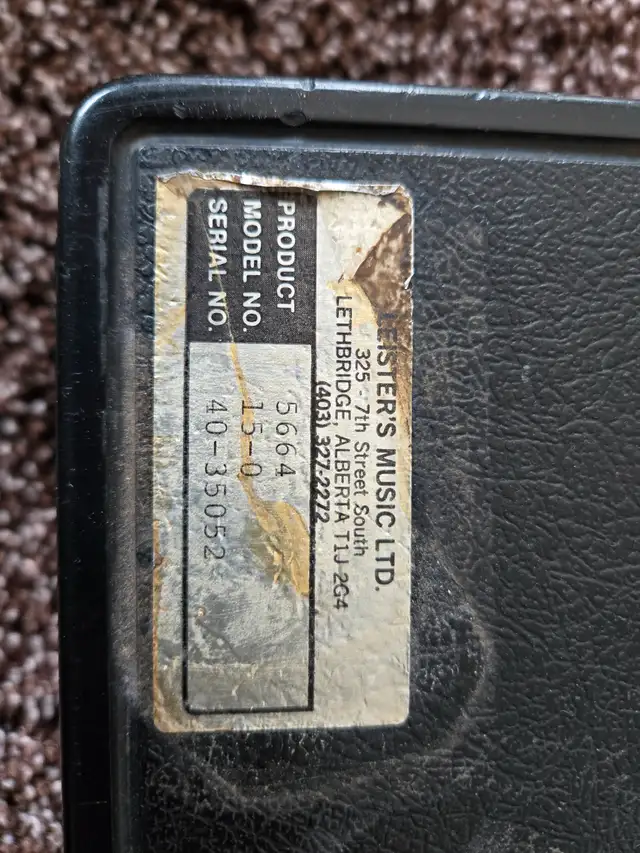 LEISTER'S MUSIC LTD.
325 - 7th Street South
LETHBRIDGE, ALBERTA T1J 2G4
(403) 327-2272
PRODUCT 5664
MODEL NO. 15-0
SERIAL NO. 40-35052